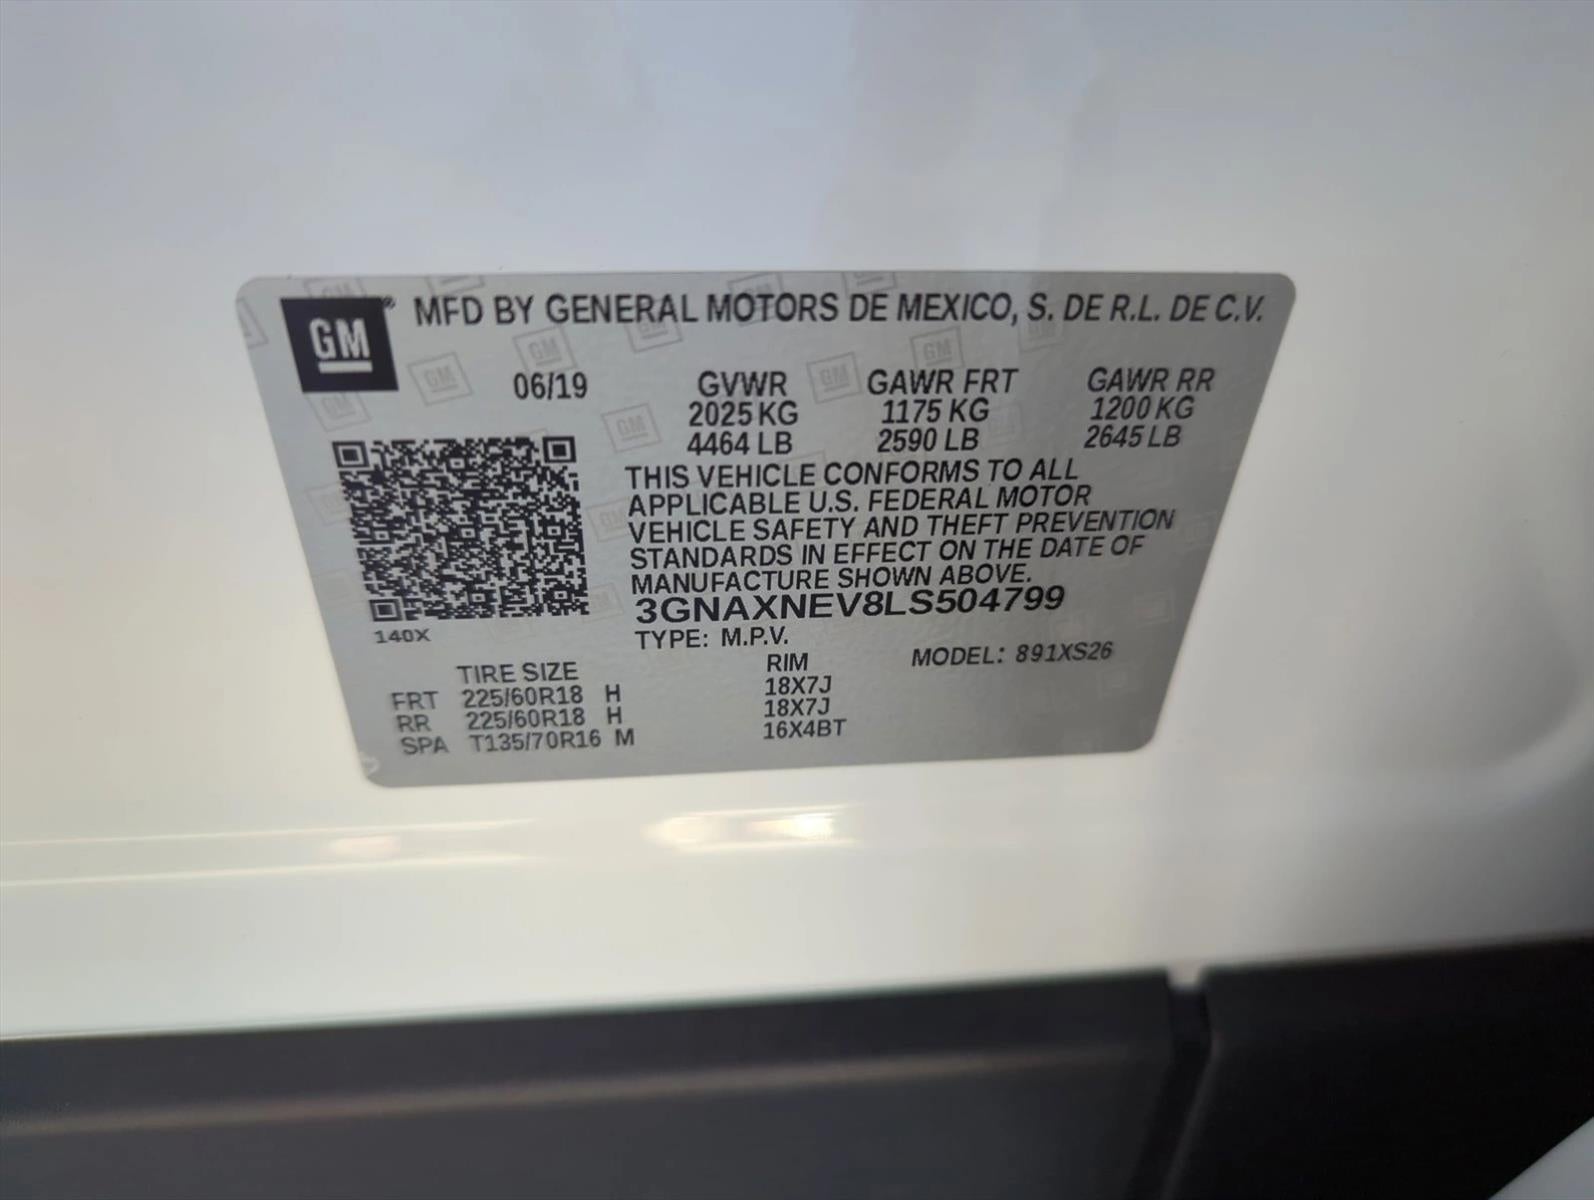 GM ® MFD BY GENERAL MOTORS DE MEXICO, S. DE R.L. DE C.V.
06/19 GVWR GAWR FRT GAWR RR
2025 KG 1175 KG 1200 KG
4464 LB 2590 LB 2645 LB
THIS VEHICLE CONFORMS TO ALL
APPLICABLE U.S. FEDERAL MOTOR
VEHICLE SAFETY AND THEFT PREVENTION
STANDARDS IN EFFECT ON THE DATE OF
MANUFACTURE SHOWN ABOVE.
3GNAXNEV8LS504799
140X TYPE: M.P.V. MODEL: 891XS26
TIRE SIZE RIM
FRT 225/60R18 H 18X7J
RR 225/60R18 H 18X7J
SPA T135/70R16 M 16X4BT